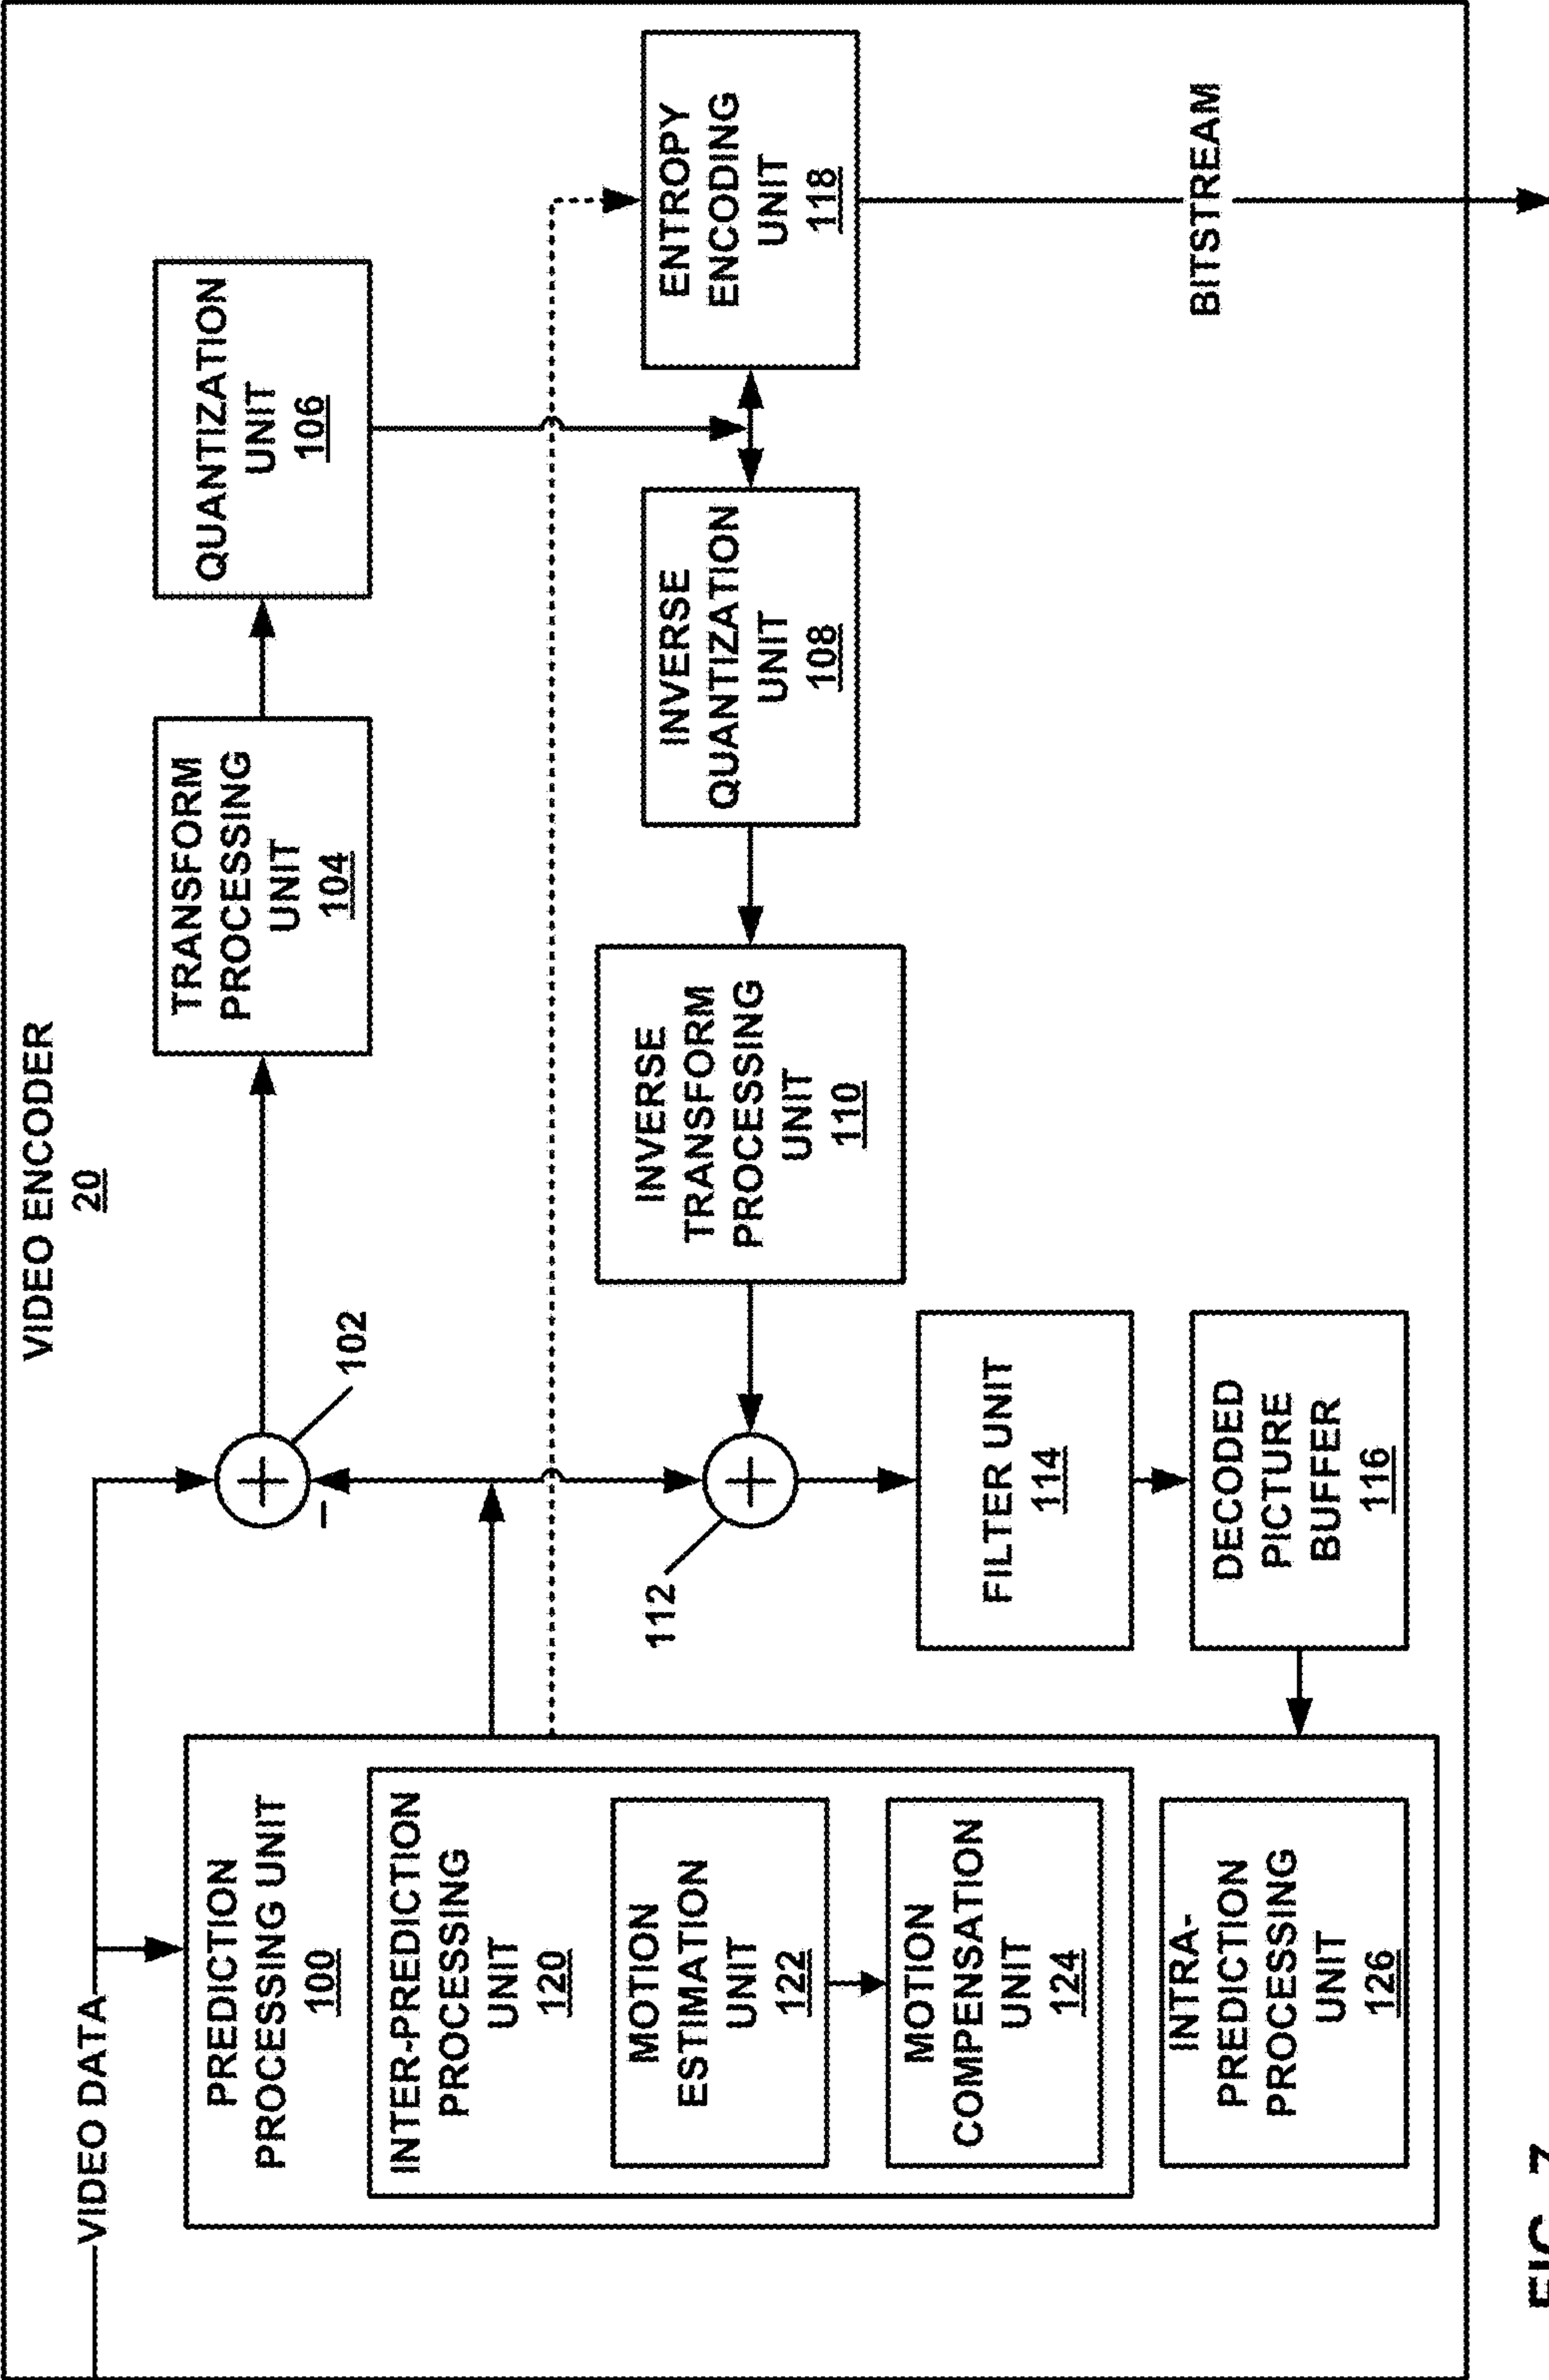 VIDEO ENCODER
20
VIDEO DATA
PREDICTION
PROCESSING UNIT
100
INTER-PREDICTION
PROCESSING
UNIT
120
MOTION
ESTIMATION
UNIT
122
MOTION
COMPENSATION
UNIT
124
INTRA-
PREDICTION
PROCESSING
UNIT
126
102
–
112
TRANSFORM
PROCESSING
UNIT
104
QUANTIZATION
UNIT
106
INVERSE
TRANSFORM
PROCESSING
UNIT
110
INVERSE
QUANTIZATION
UNIT
108
ENTROPY
ENCODING
UNIT
118
FILTER UNIT
114
DECODED
PICTURE
BUFFER
116
BITSTREAM